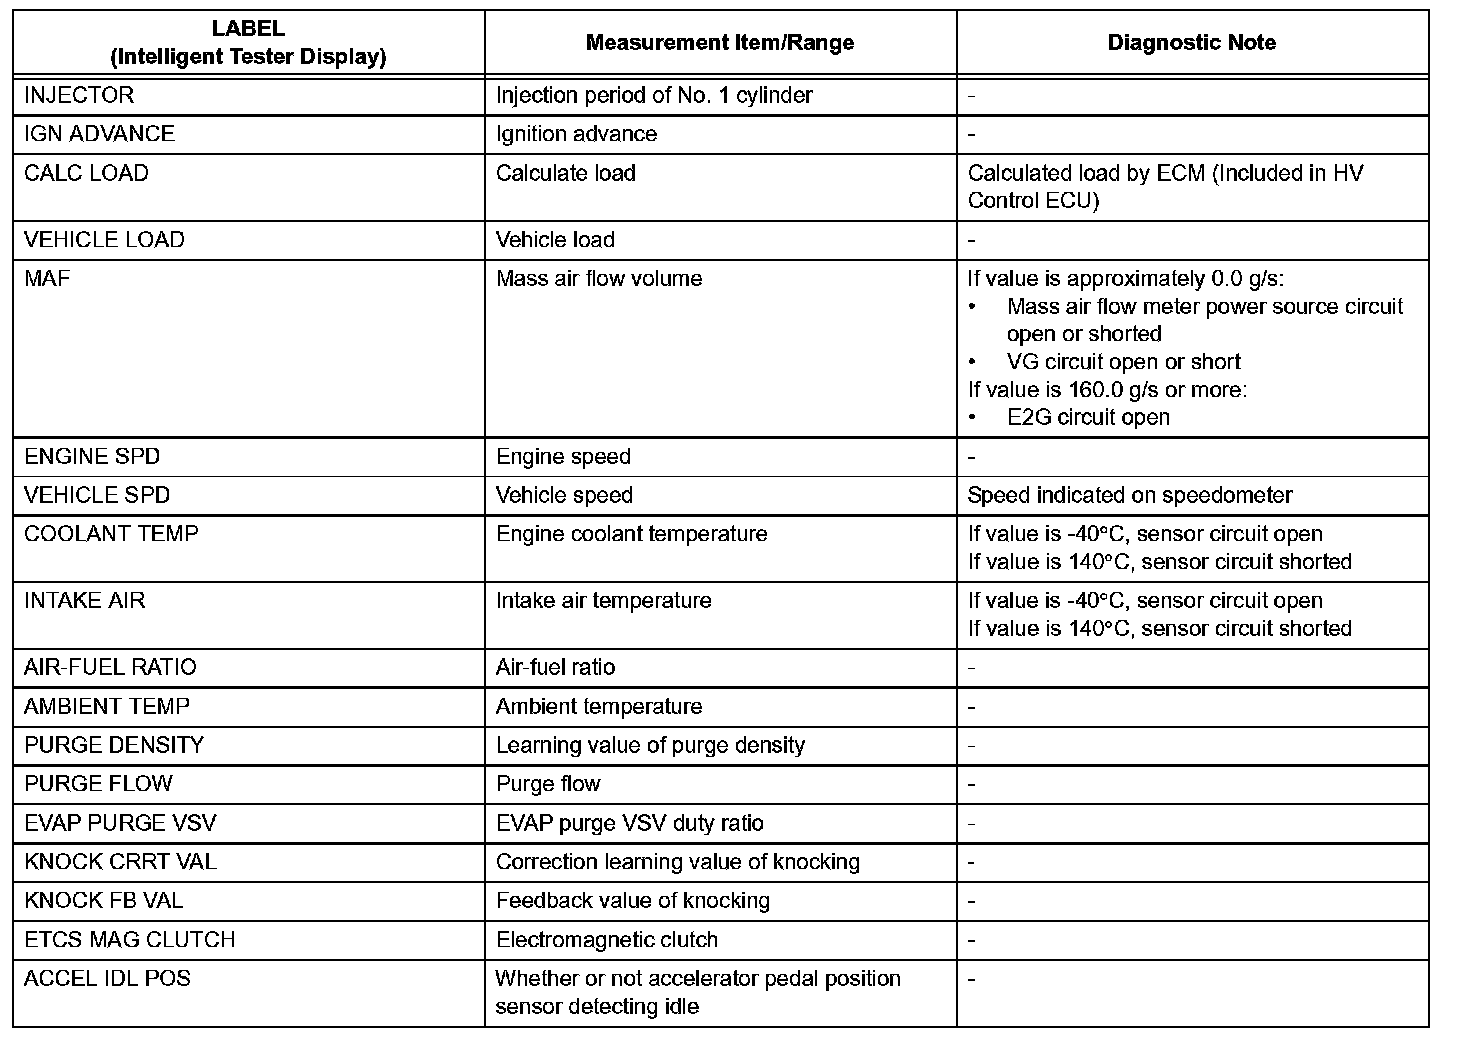 LABEL
(Intelligent Tester Display)
Measurement Item/Range
Diagnostic Note
INJECTOR
Injection period of No. 1 cylinder
-
IGN ADVANCE
Ignition advance
-
CALC LOAD
Calculate load
Calculated load by ECM (Included in HV
Control ECU)
VEHICLE LOAD
Vehicle load
-
MAF
Mass air flow volume
If value is approximately 0.0 g/s:
• Mass air flow meter power source circuit
open or shorted
• VG circuit open or short
If value is 160.0 g/s or more:
• E2G circuit open
ENGINE SPD
Engine speed
-
VEHICLE SPD
Vehicle speed
Speed indicated on speedometer
COOLANT TEMP
Engine coolant temperature
If value is -40°C, sensor circuit open
If value is 140°C, sensor circuit shorted
INTAKE AIR
Intake air temperature
If value is -40°C, sensor circuit open
If value is 140°C, sensor circuit shorted
AIR-FUEL RATIO
Air-fuel ratio
-
AMBIENT TEMP
Ambient temperature
-
PURGE DENSITY
Learning value of purge density
-
PURGE FLOW
Purge flow
-
EVAP PURGE VSV
EVAP purge VSV duty ratio
-
KNOCK CRRT VAL
Correction learning value of knocking
-
KNOCK FB VAL
Feedback value of knocking
-
ETCS MAG CLUTCH
Electromagnetic clutch
-
ACCEL IDL POS
Whether or not accelerator pedal position
sensor detecting idle
-